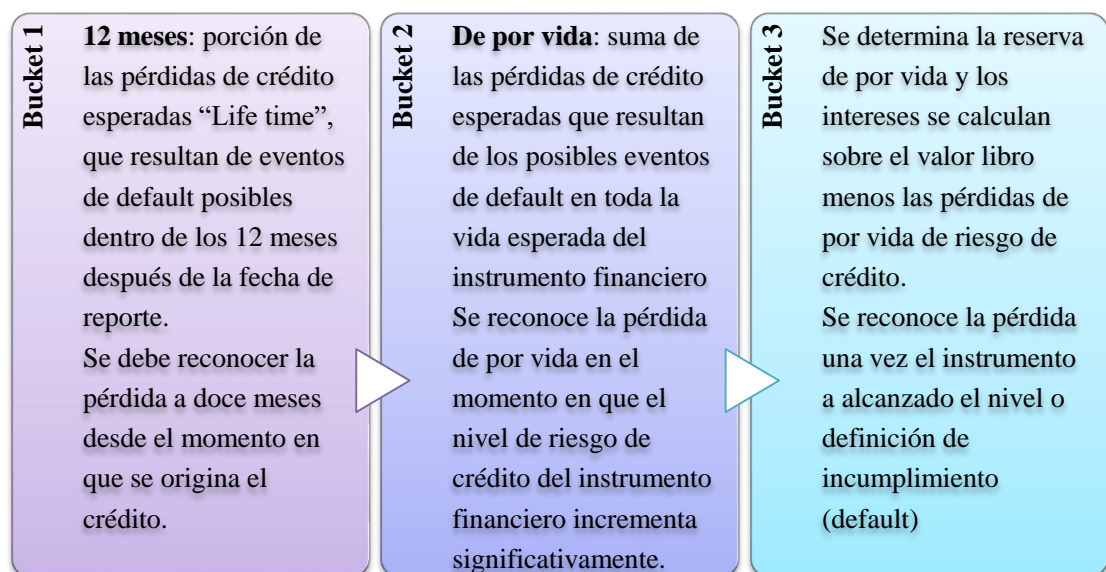 Bucket 1
12 meses: porción de
las pérdidas de crédito
esperadas “Life time”,
que resultan de eventos
de default posibles
dentro de los 12 meses
después de la fecha de
reporte.
Se debe reconocer la
pérdida a doce meses
desde el momento en
que se origina el
crédito.
Bucket 2
De por vida: suma de
las pérdidas de crédito
esperadas que resultan
de los posibles eventos
de default en toda la
vida esperada del
instrumento financiero
Se reconoce la pérdida
de por vida en el
momento en que el
nivel de riesgo de
crédito del instrumento
financiero incrementa
significativamente.
Bucket 3
Se determina la reserva
de por vida y los
intereses se calculan
sobre el valor libro
menos las pérdidas de
por vida de riesgo de
crédito.
Se reconoce la pérdida
una vez el instrumento
a alcanzado el nivel o
definición de
incumplimiento
(default)